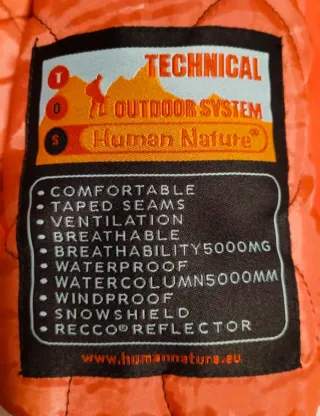 T TECHNICAL
O OUTDOOR SYSTEM
S Human Nature®
• COMFORTABLE
• TAPED SEAMS
• VENTILATION
• BREATHABLE
• BREATHABILITY5000MG
• WATERPROOF
• WATERCOLUMN5000MM
• WINDPROOF
• SNOWSHIELD
• RECCO®REFLECTOR
www.humannature.eu